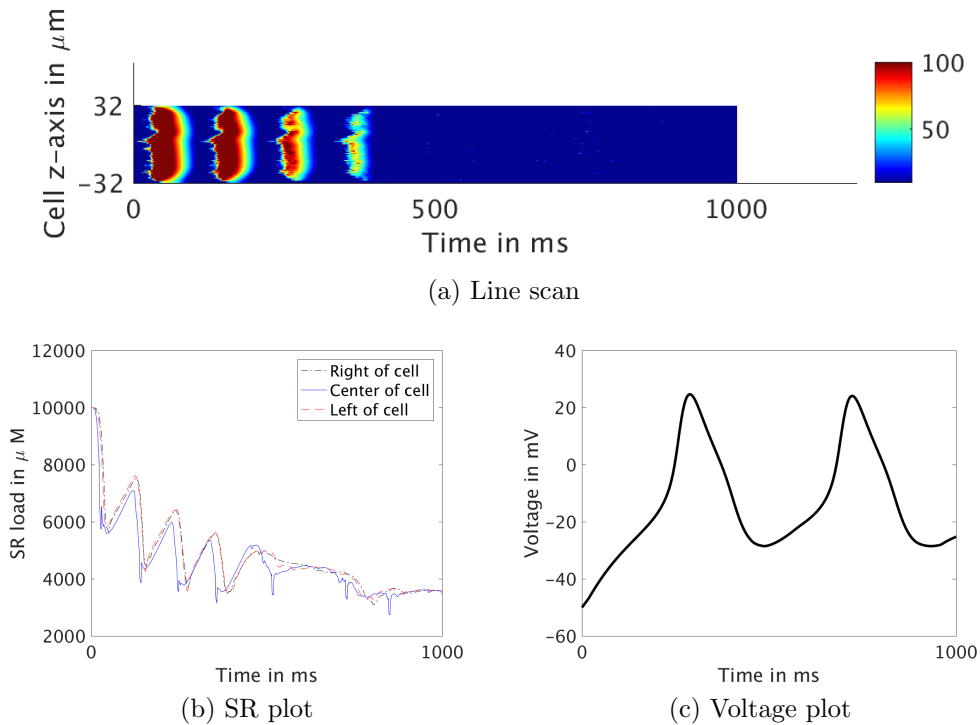 Cell z-axis in μm
32
-32
0
500
1000
Time in ms
100
50
(a) Line scan
SR load in μ M
12000
10000
8000
6000
4000
2000
0
1000
Time in ms
Right of cell
Center of cell
Left of cell
(b) SR plot
Voltage in mV
40
20
0
-20
-40
-60
0
1000
Time in ms
(c) Voltage plot